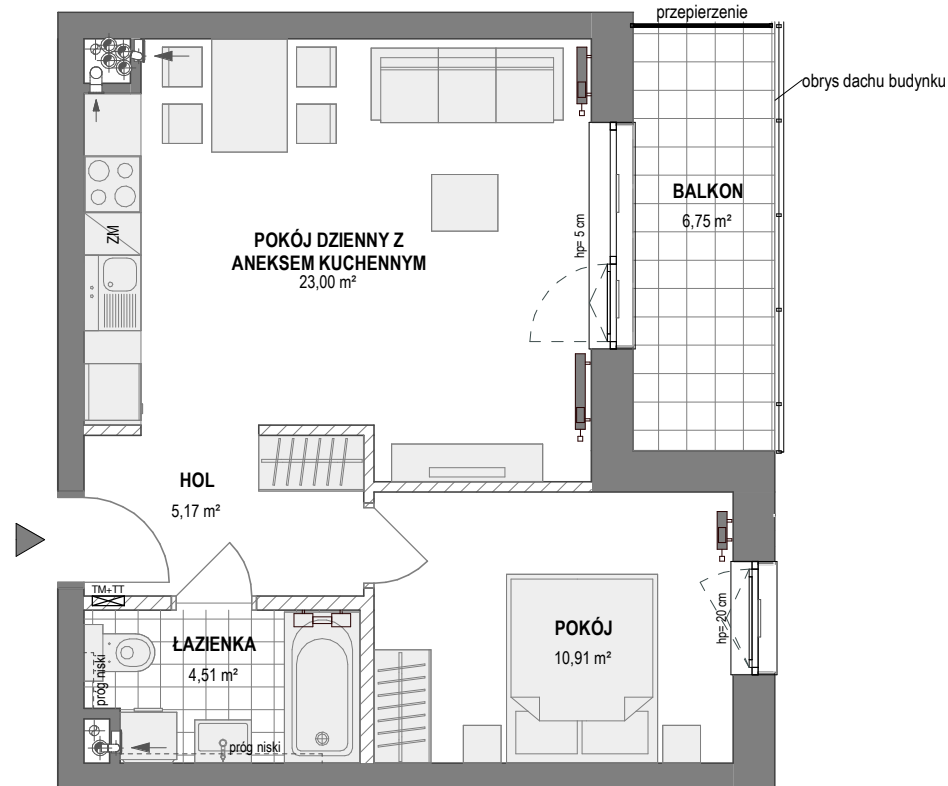 przepierzenie
obrys dachu budynku
BALKON
6,75 m²
hp= 5 cm
ZM
POKÓJ DZIENNY Z
ANEKSEM KUCHENNYM
23,00 m²
HOL
5,17 m²
TM+TT
ŁAZIENKA
4,51 m²
próg niski
próg niski
POKÓJ
10,91 m²
hp= 20 cm